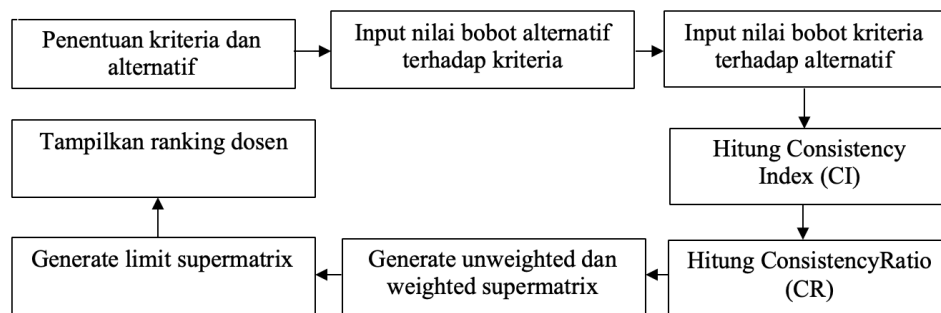 Penentuan kriteria dan
alternatif
Input nilai bobot alternatif
terhadap kriteria
Input nilai bobot kriteria
terhadap alternatif
Hitung Consistency
Index (CI)
Hitung ConsistencyRatio
(CR)
Generate unweighted dan
weighted supermatrix
Generate limit supermatrix
Tampilkan ranking dosen